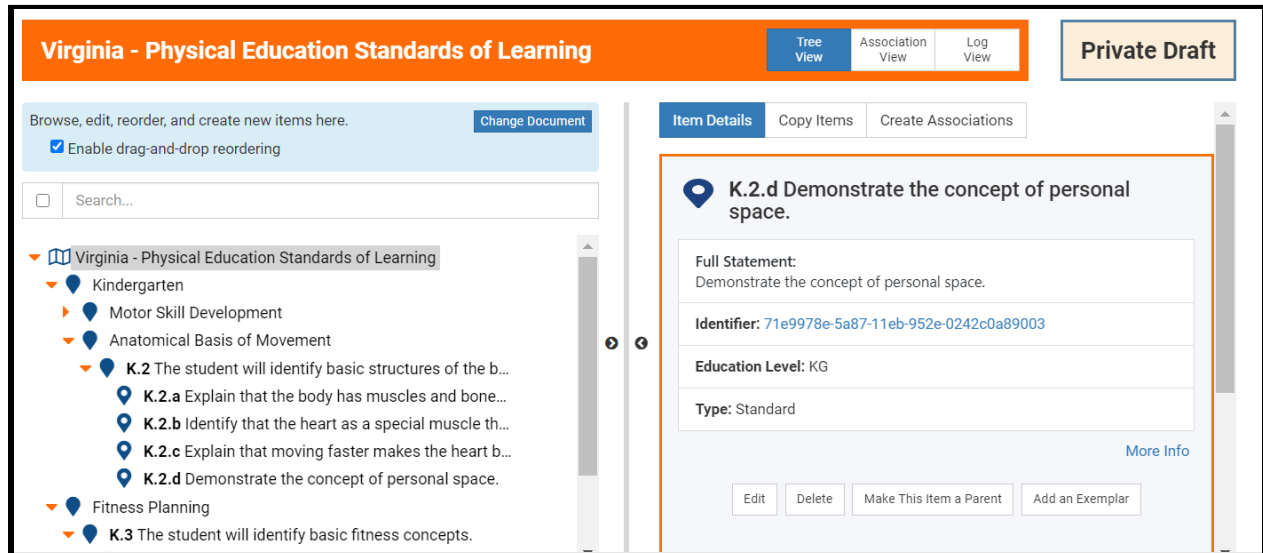 Virginia - Physical Education Standards of Learning
Tree View
Association View
Log View
Private Draft
Browse, edit, reorder, and create new items here.
Change Document
Enable drag-and-drop reordering
Search...
Virginia - Physical Education Standards of Learning
Kindergarten
Motor Skill Development
Anatomical Basis of Movement
K.2 The student will identify basic structures of the b...
K.2.a Explain that the body has muscles and bone...
K.2.b Identify that the heart as a special muscle th...
K.2.c Explain that moving faster makes the heart b...
K.2.d Demonstrate the concept of personal space.
Fitness Planning
K.3 The student will identify basic fitness concepts.
Item Details
Copy Items
Create Associations
K.2.d Demonstrate the concept of personal
space.
Full Statement:
Demonstrate the concept of personal space.
Identifier: 71e9978e-5a87-11eb-952e-0242c0a89003
Education Level: KG
Type: Standard
More Info
Edit
Delete
Make This Item a Parent
Add an Exemplar